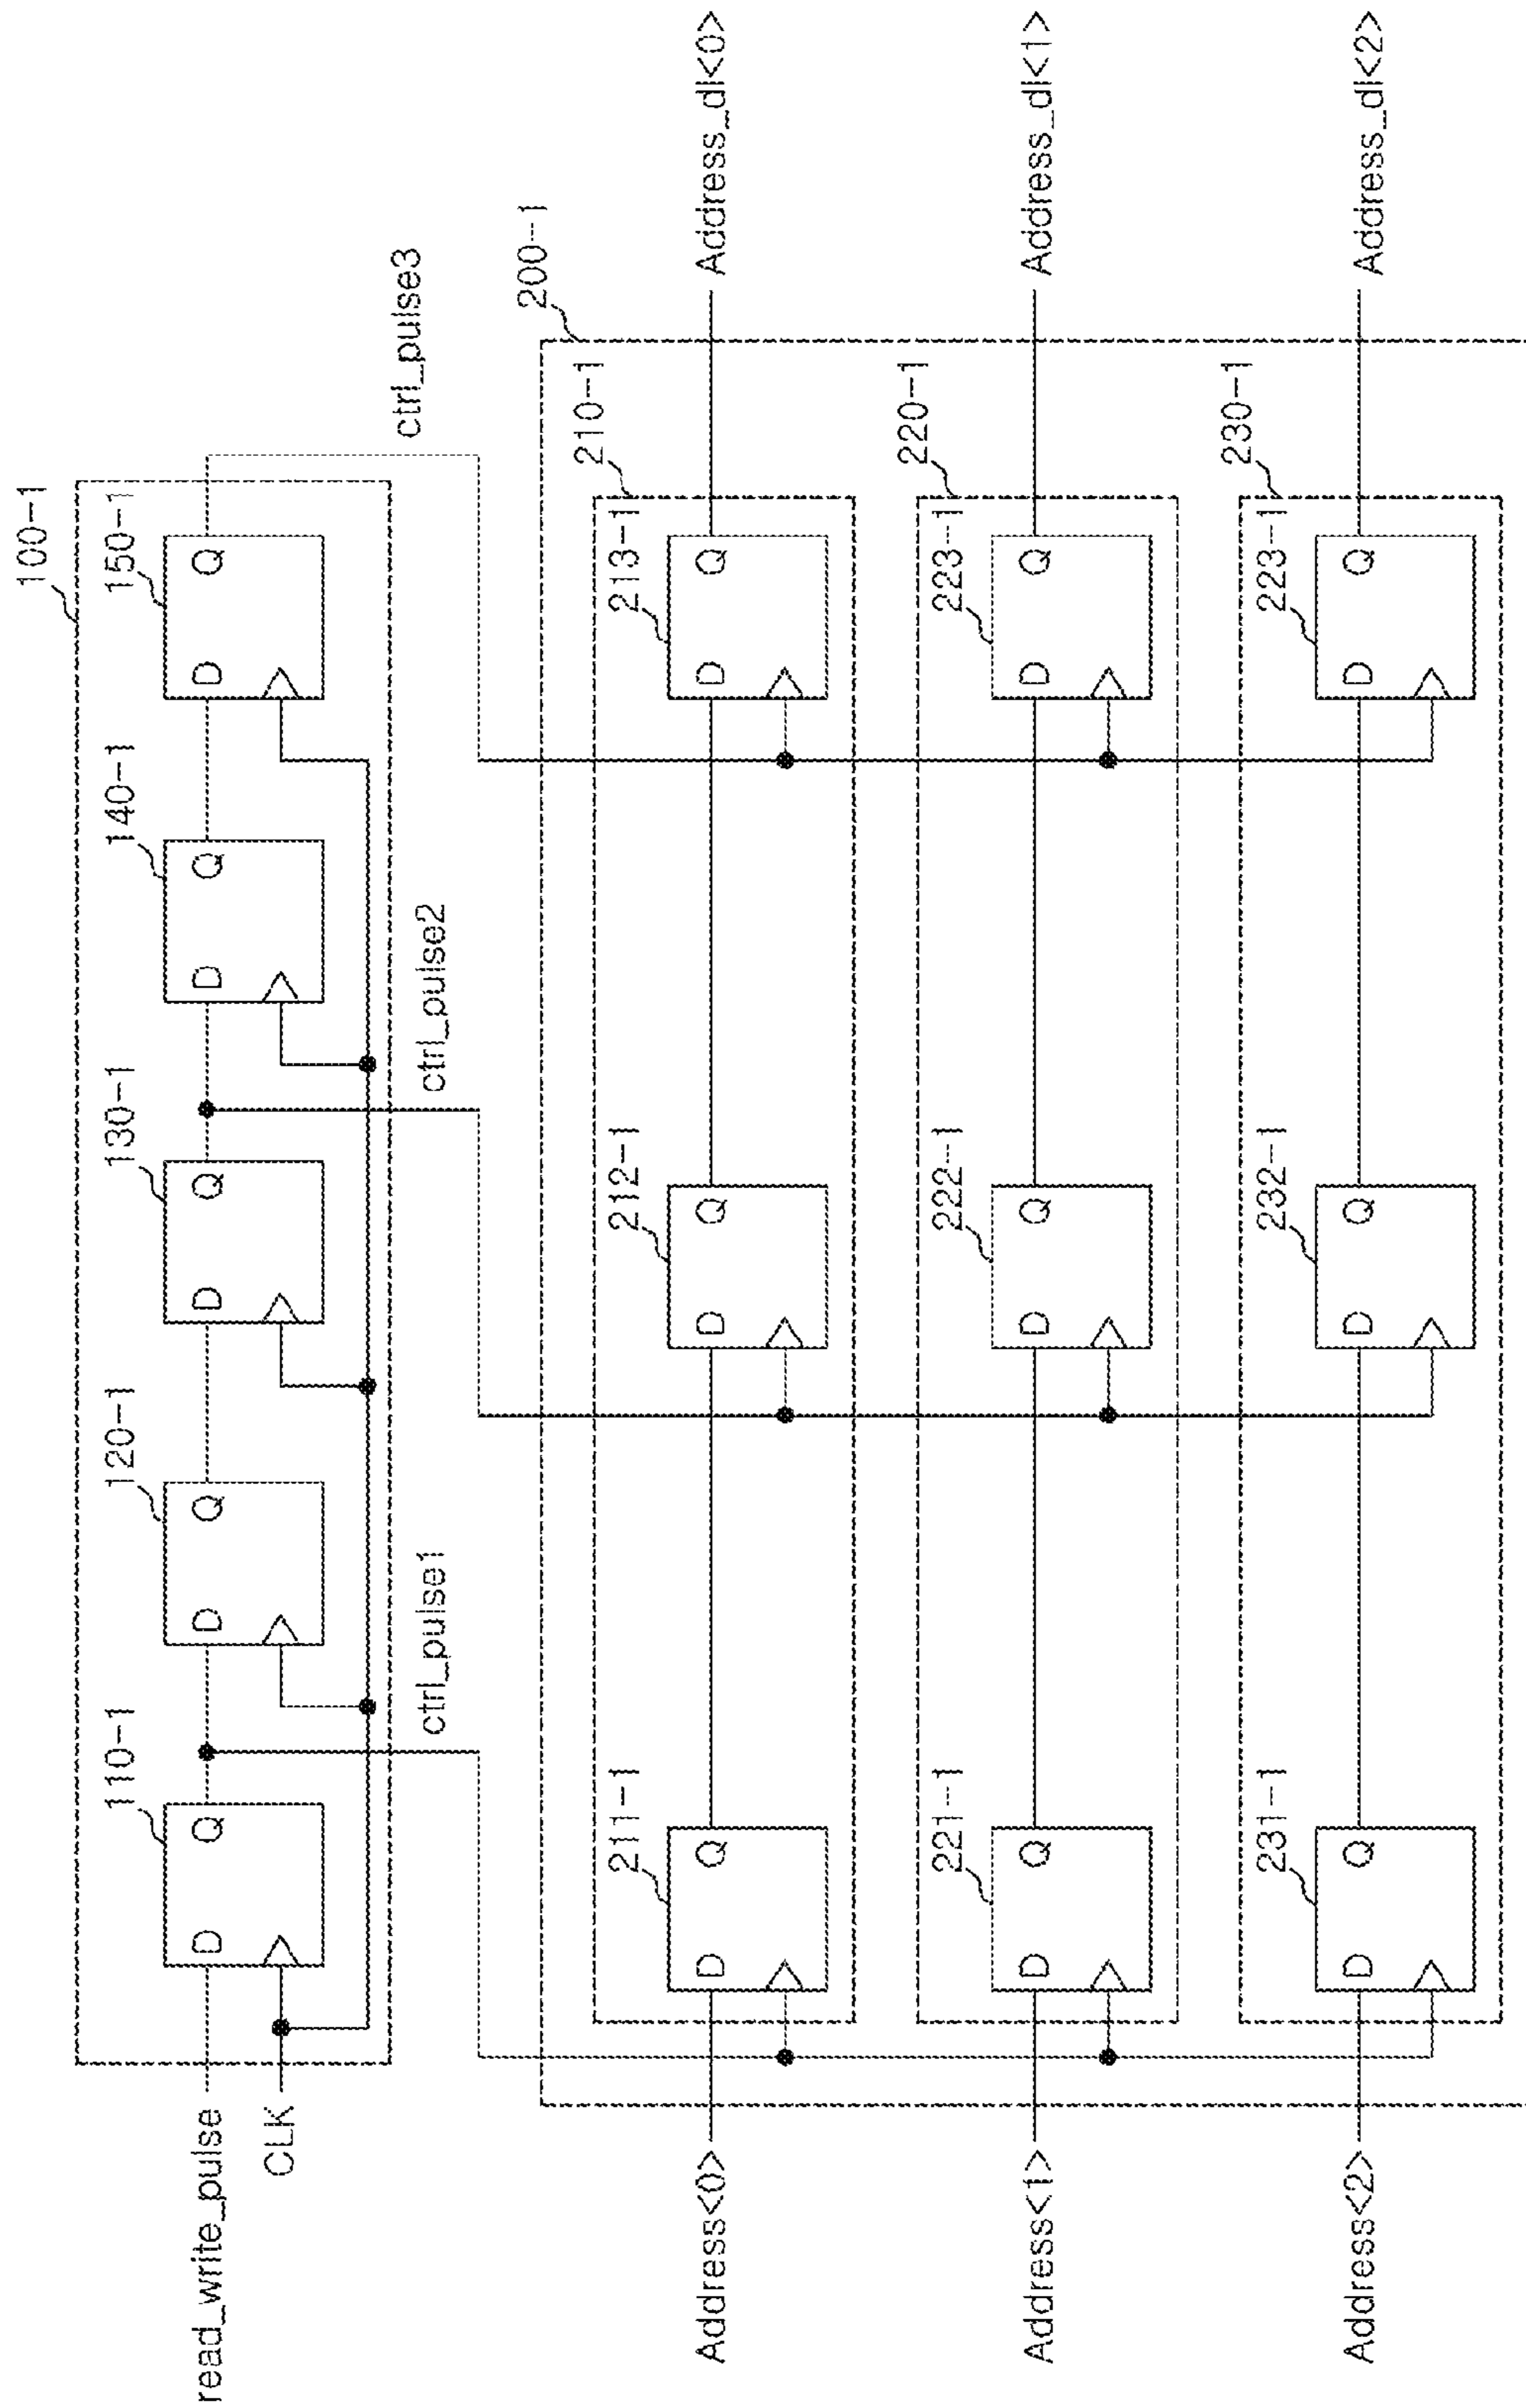 100-1
110-1
120-1
130-1
140-1
150-1
read_write_pulse
D Q D Q D Q D Q D Q
CLK
ctrl_pulse1
ctrl_pulse2
ctrl_pulse3
200-1
210-1
211-1
212-1
213-1
Address<0>
D Q D Q D Q
Address_dl<0>
220-1
221-1
222-1
223-1
Address<1>
D Q D Q D Q
Address_dl<1>
230-1
231-1
232-1
223-1
Address<2>
D Q D Q D Q
Address_dl<2>